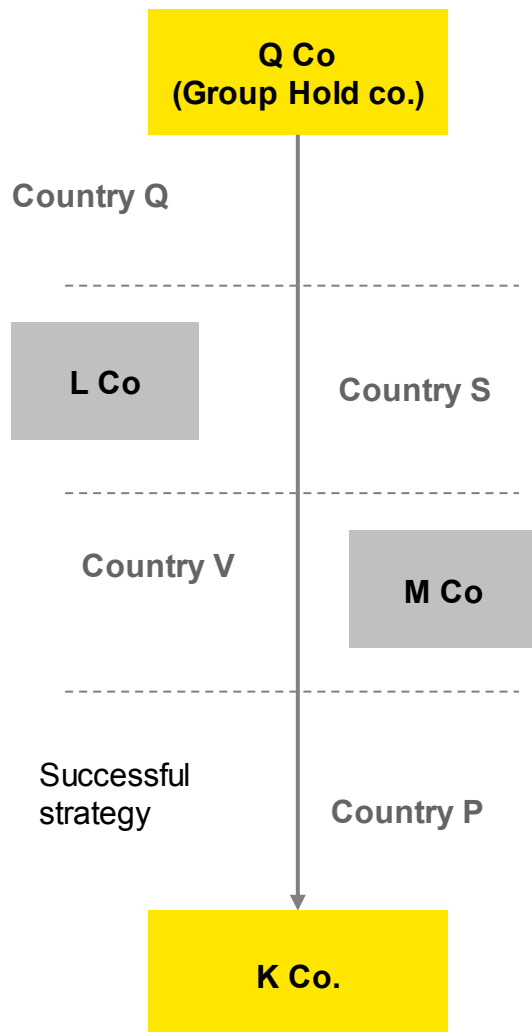 Q Co
(Group Hold co.)
Country Q
L Co
Country S
Country V
M Co
Successful
strategy
Country P
K Co.